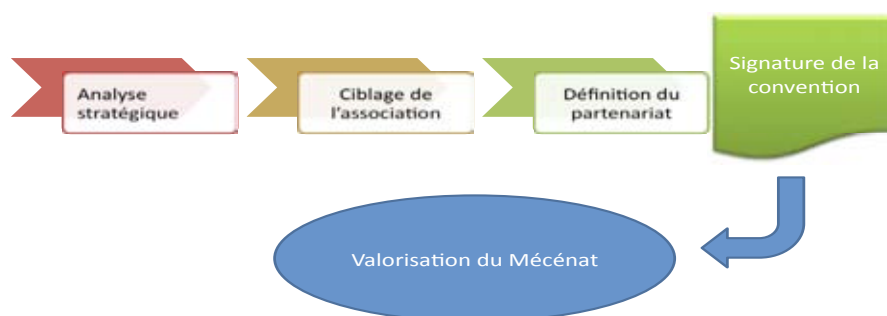 Analyse
stratégique
Ciblage de
l'association
Définition du
partenariat
Signature de la
convention
Valorisation du Mécénat